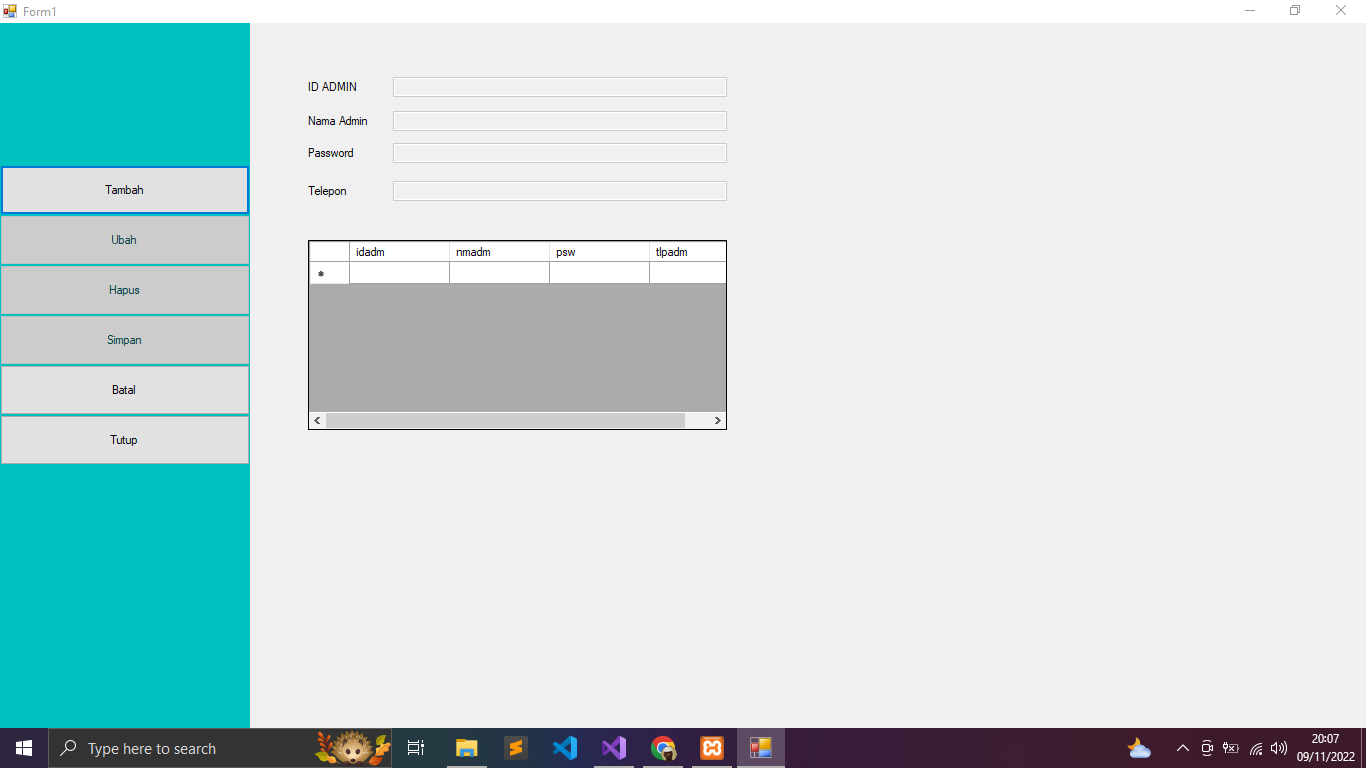 Form1
ID ADMIN
Nama Admin
Password
Telepon
Tambah
Ubah
Hapus
Simpan
Batal
Tutup
idadm nmadm psw tlpadm
Type here to search
20:07
09/11/2022